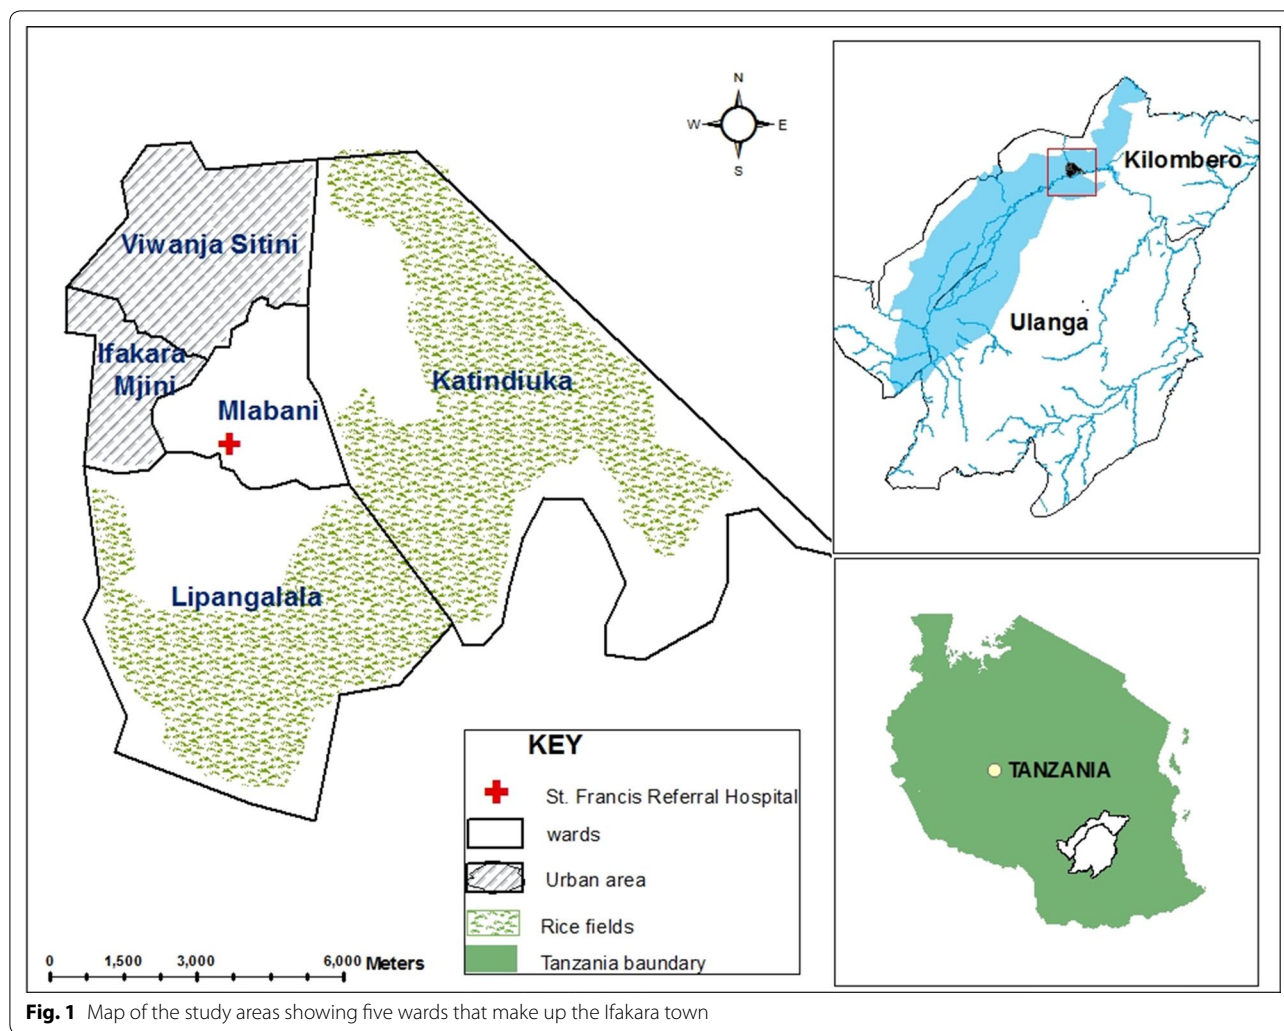 N
W
E
S
Viwanja Sitini
Ifakara
Mjini
Mlabani
Katindiuka
Lipangalala
KEY
St. Francis Referral Hospital
wards
Urban area
Rice fields
Tanzania baundary
0 1,500 3,000 6,000 Meters
Kilombero
Ulanga
TANZANIA
Fig. 1 Map of the study areas showing five wards that make up the Ifakara town